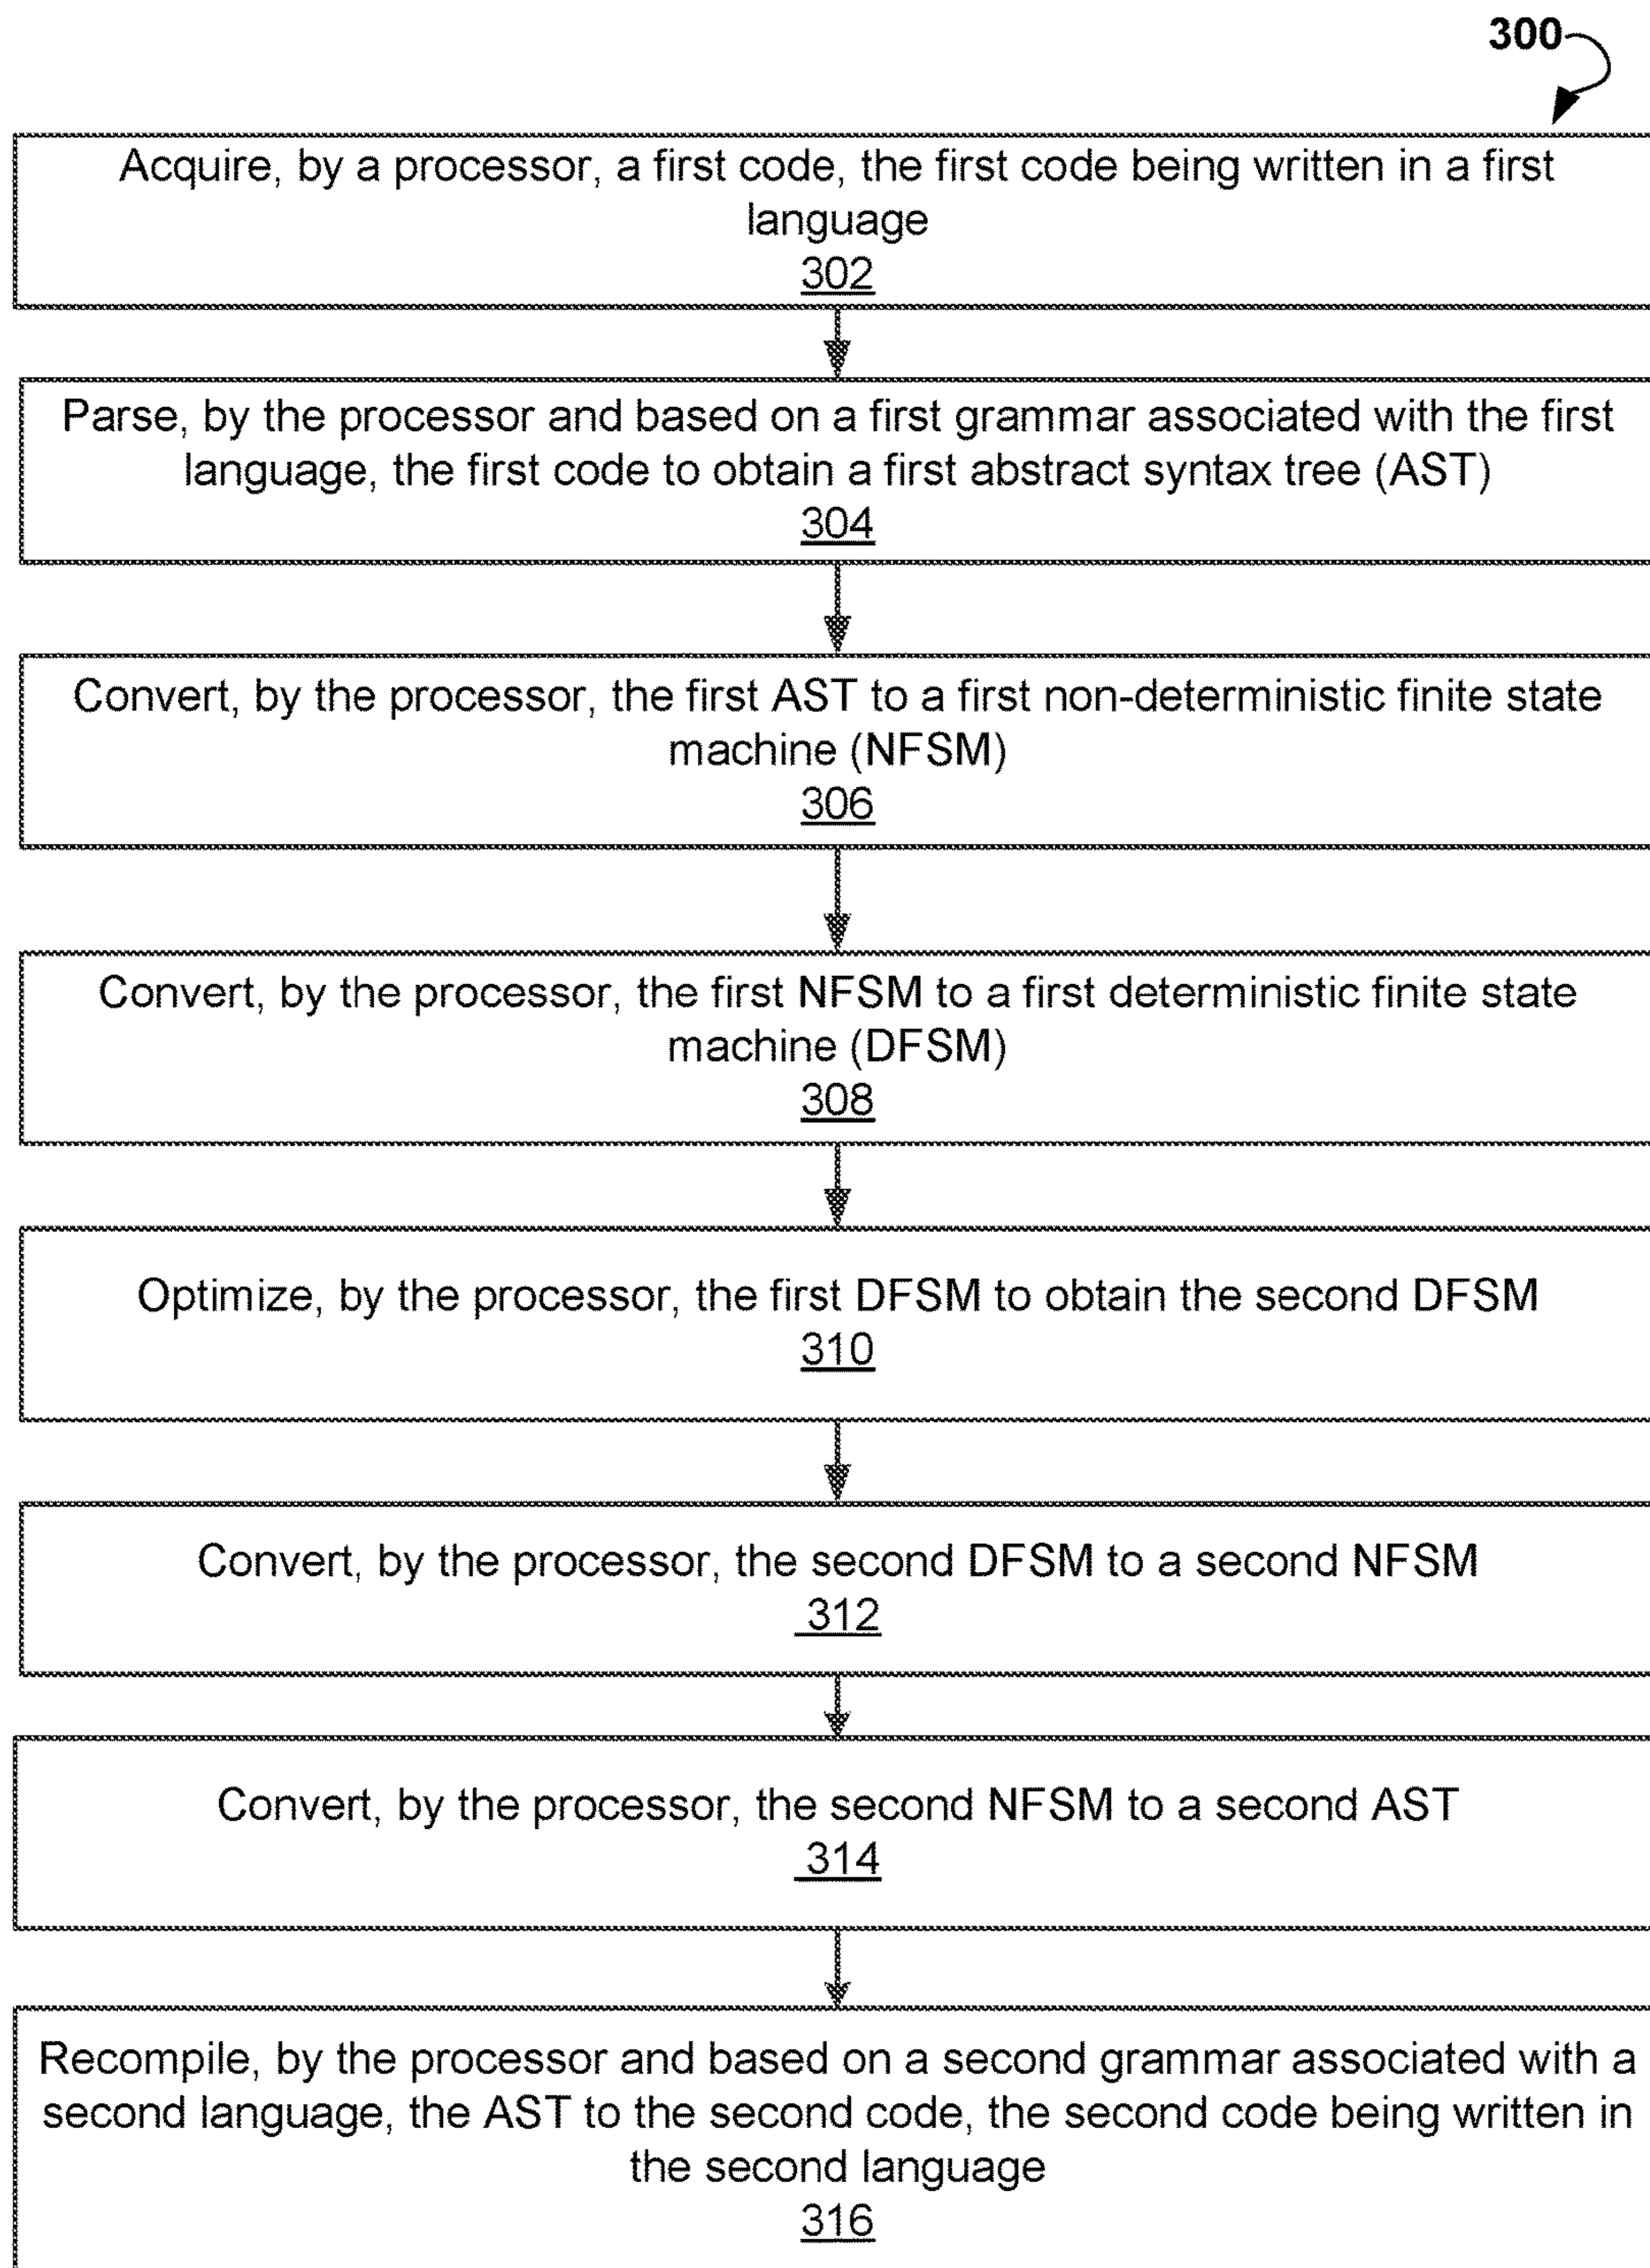 300
Acquire, by a processor, a first code, the first code being written in a first
language
302
Parse, by the processor and based on a first grammar associated with the first
language, the first code to obtain a first abstract syntax tree (AST)
304
Convert, by the processor, the first AST to a first non-deterministic finite state
machine (NFSM)
306
Convert, by the processor, the first NFSM to a first deterministic finite state
machine (DFSM)
308
Optimize, by the processor, the first DFSM to obtain the second DFSM
310
Convert, by the processor, the second DFSM to a second NFSM
312
Convert, by the processor, the second NFSM to a second AST
314
Recompile, by the processor and based on a second grammar associated with a
second language, the AST to the second code, the second code being written in
the second language
316